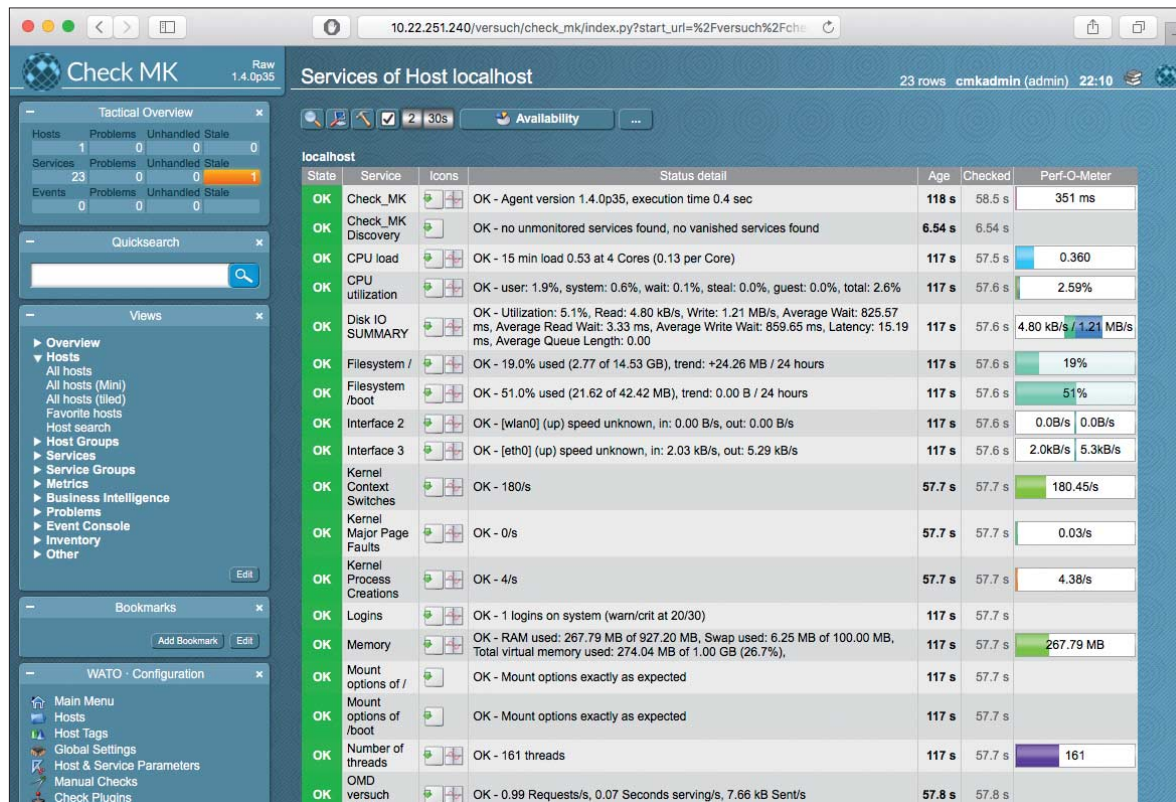 10.22.251.240/versuch/check_mk/index.py?start_url=%2Fversuch%2Fche
Check MK
Raw
1.4.0p35
Tactical Overview
Hosts Problems Unhandled Stale
1 0 0 0
Services Problems Unhandled Stale
23 0 0 1
Events Problems Unhandled Stale
0 0 0
Quicksearch
Views
Overview
Hosts
All hosts
All hosts (Mini)
All hosts (tiled)
Favorite hosts
Host search
Host Groups
Services
Service Groups
Metrics
Business Intelligence
Problems
Event Console
Inventory
Other
Edit
Bookmarks
Add Bookmark Edit
WATO · Configuration
Main Menu
Hosts
Host Tags
Global Settings
Host & Service Parameters
Manual Checks
Check Plugins
Services of Host localhost
23 rows cmkadmin (admin) 22:10
2 30s Availability ...
localhost
State Service Icons Status detail Age Checked Perf-O-Meter
OK Check_MK OK - Agent version 1.4.0p35, execution time 0.4 sec 118 s 58.5 s 351 ms
OK Check_MK
Discovery OK - no unmonitored services found, no vanished services found 6.54 s 6.54 s
OK CPU load OK - 15 min load 0.53 at 4 Cores (0.13 per Core) 117 s 57.5 s 0.360
OK CPU
utilization OK - user: 1.9%, system: 0.6%, wait: 0.1%, steal: 0.0%, guest: 0.0%, total: 2.6% 117 s 57.6 s 2.59%
OK Disk IO
SUMMARY OK - Utilization: 5.1%, Read: 4.80 kB/s, Write: 1.21 MB/s, Average Wait: 825.57
ms, Average Read Wait: 3.33 ms, Average Write Wait: 859.65 ms, Latency: 15.19
ms, Average Queue Length: 0.00 117 s 57.6 s 4.80 kB/s / 1.21 MB/s
OK Filesystem / OK - 19.0% used (2.77 of 14.53 GB), trend: +24.26 MB / 24 hours 117 s 57.6 s 19%
OK Filesystem
/boot OK - 51.0% used (21.62 of 42.42 MB), trend: 0.00 B / 24 hours 117 s 57.6 s 51%
OK Interface 2 OK - [wlan0] (up) speed unknown, in: 0.00 B/s, out: 0.00 B/s 117 s 57.6 s 0.0B/s 0.0B/s
OK Interface 3 OK - [eth0] (up) speed unknown, in: 2.03 kB/s, out: 5.29 kB/s 117 s 57.6 s 2.0kB/s 5.3kB/s
OK Kernel
Context
Switches OK - 180/s 57.7 s 57.7 s 180.45/s
OK Kernel
Major Page
Faults OK - 0/s 57.7 s 57.7 s 0.03/s
OK Kernel
Process
Creations OK - 4/s 57.7 s 57.7 s 4.38/s
OK Logins OK - 1 logins on system (warn/crit at 20/30) 117 s 57.7 s
OK Memory OK - RAM used: 267.79 MB of 927.20 MB, Swap used: 6.25 MB of 100.00 MB,
Total virtual memory used: 274.04 MB of 1.00 GB (26.7%), 117 s 57.7 s 267.79 MB
OK Mount
options of / OK - Mount options exactly as expected 117 s 57.7 s
OK Mount
options of
/boot OK - Mount options exactly as expected 117 s 57.7 s
OK Number of
threads OK - 161 threads 117 s 57.7 s 161
OK OMD
versuch OK - 0.99 Requests/s, 0.07 Seconds serving/s, 7.66 kB Sent/s 57.8 s 57.8 s